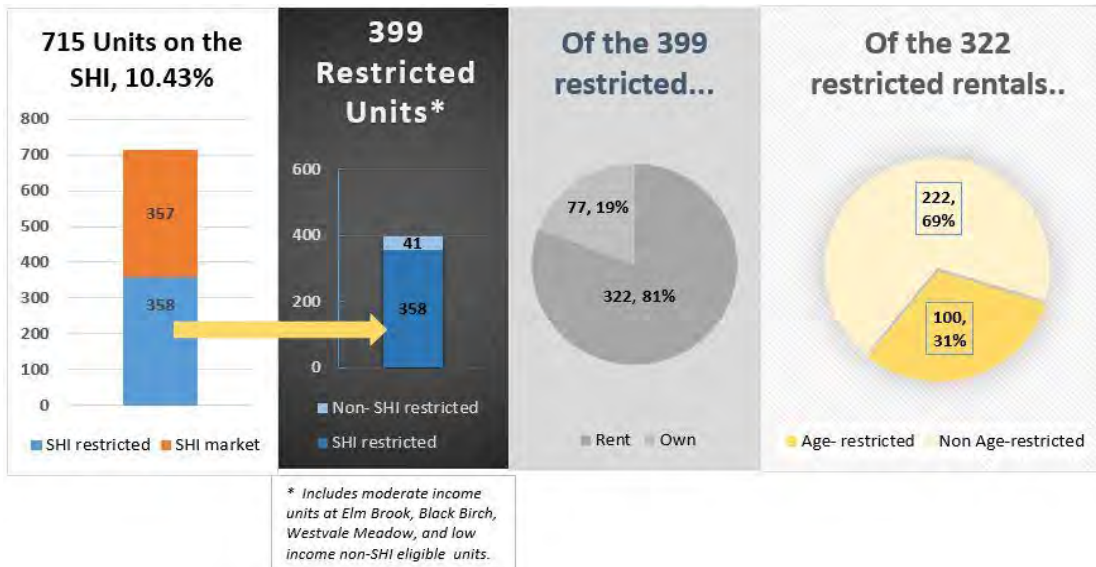 715 Units on the
SHI, 10.43%
800
700
600
500
400
300
200
100
0
357
358
SHI restricted SHI market
399
Restricted
Units*
600
400
200
0
41
358
Non- SHI restricted
SHI restricted
* Includes moderate income
units at Elm Brook, Black Birch,
Westvale Meadow, and low
income non-SHI eligible units.
Of the 399
restricted...
77, 19%
322, 81%
Rent Own
Of the 322
restricted rentals..
222,
69%
100,
31%
Age- restricted Non Age-restricted